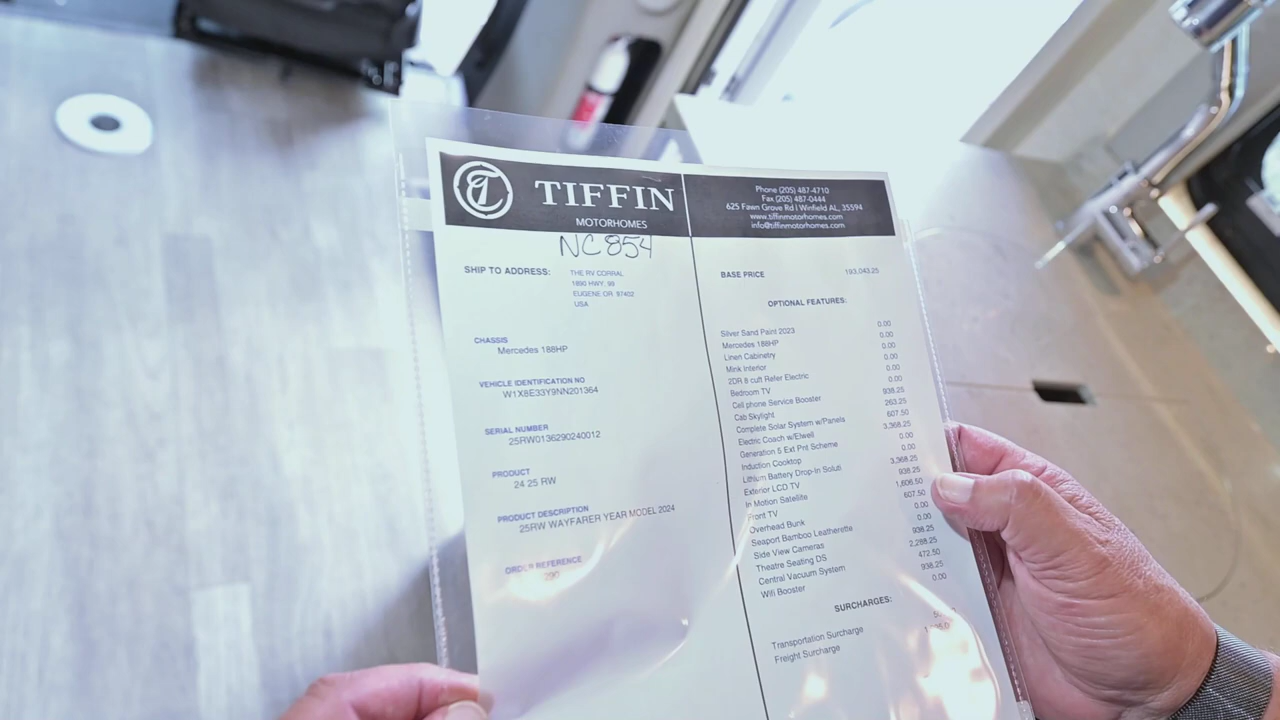 TIFFIN
MOTORHOMES
Phone (205) 487-4710
Fax (205) 487-0444
625 Fawn Grove Rd | Winfield AL, 35594
www.tiffinmotorhomes.com
info@tiffinmotorhomes.com
NC854
SHIP TO ADDRESS:
THE RV CORRAL
1890 HWY. 99
EUGENE OR 97402
USA
CHASSIS
Mercedes 188HP
VEHICLE IDENTIFICATION NO
W1X8E33Y9NN201364
SERIAL NUMBER
25RW0136290240012
PRODUCT
24 25 RW
PRODUCT DESCRIPTION
25RW WAYFARER YEAR MODEL 2024
ORDER REFERENCE
290
BASE PRICE 193,043.25
OPTIONAL FEATURES:
Silver Sand Paint 2023 0.00
Mercedes 188HP 0.00
Linen Cabinetry 0.00
Mink Interior 0.00
2DR 8 cuft Refer Electric 0.00
Bedroom TV 938.25
Cell phone Service Booster 263.25
Cab Skylight 607.50
Complete Solar System w/Panels 3,368.25
Electric Coach w/Elwell 0.00
Generation 5 Ext Pnt Scheme 0.00
Induction Cooktop 0.00
Lithium Battery Drop-In Soluti 3,368.25
Exterior LCD TV 938.25
In Motion Satellite 1,606.50
Front TV 607.50
Overhead Bunk 0.00
Seaport Bamboo Leatherette 0.00
Side View Cameras 938.25
Theatre Seating DS 2,288.25
Central Vacuum System 472.50
Wifi Booster 938.25
0.00
SURCHARGES:
Transportation Surcharge
Freight Surcharge